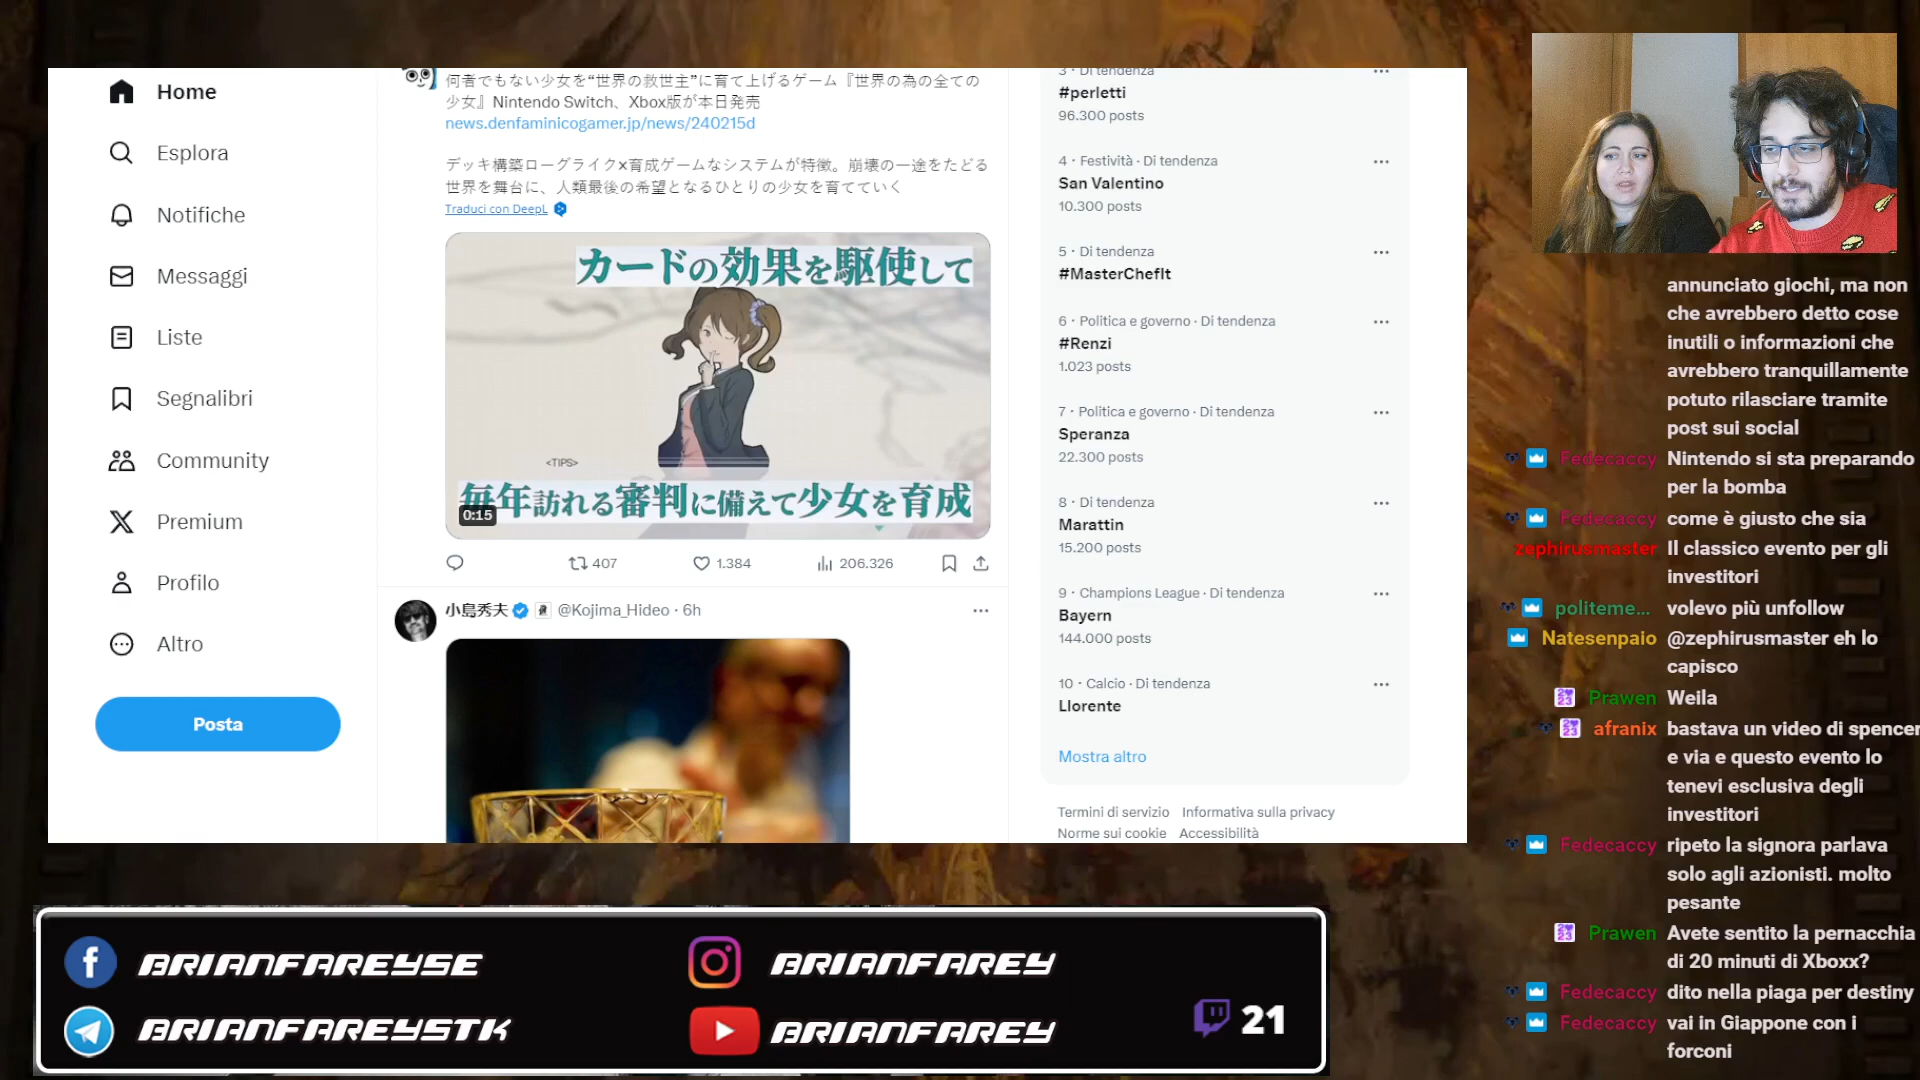 Home
Esplora
Notifiche
Messaggi
Liste
Segnalibri
Community
Premium
Profilo
Altro
Posta
何者でもない少女を“世界の救世主”に育て上げるゲーム『世界の為の全ての
少女』Nintendo Switch、Xbox版が本日発売
news.denfaminicogamer.jp/news/240215d
デッキ構築ローグライク×育成ゲームなシステムが特徴。崩壊の一途をたどる
世界を舞台に、人類最後の希望となるひとりの少女を育てていく
Traduci con DeepL
カードの効果を駆使して
<TIPS>
毎年訪れる審判に備えて少女を育成
0:15
407
1.384
206.326
小島秀夫 @Kojima_Hideo · 6h
3 · Di tendenza
#perletti
96.300 posts
4 · Festività · Di tendenza
San Valentino
10.300 posts
5 · Di tendenza
#MasterChefIt
6 · Politica e governo · Di tendenza
#Renzi
1.023 posts
7 · Politica e governo · Di tendenza
Speranza
22.300 posts
8 · Di tendenza
Marattin
15.200 posts
9 · Champions League · Di tendenza
Bayern
144.000 posts
10 · Calcio · Di tendenza
Llorente
Mostra altro
Termini di servizio Informativa sulla privacy
Norme sui cookie Accessibilità
annunciato giochi, ma non
che avrebbero detto cose
inutili o informazioni che
avrebbero tranquillamente
potuto rilasciare tramite
post sui social
Fedecaccy Nintendo si sta preparando
per la bomba
Fedecaccy come è giusto che sia
zephirusmaster Il classico evento per gli
investitori
politeme... volevo più unfollow
Natesenpaio @zephirusmaster eh lo
capisco
Prawen Weila
afranix bastava un video di spencer
e via e questo evento lo
tenevi esclusiva degli
investitori
Fedecaccy ripeto la signora parlava
solo agli azionisti. molto
pesante
Prawen Avete sentito la pernacchia
di 20 minuti di Xboxx?
Fedecaccy dito nella piaga per destiny
Fedecaccy vai in Giappone con i
forconi
BRIANFAREYSE
BRIANFAREY
BRIANFAREYSTK
BRIANFAREY
21